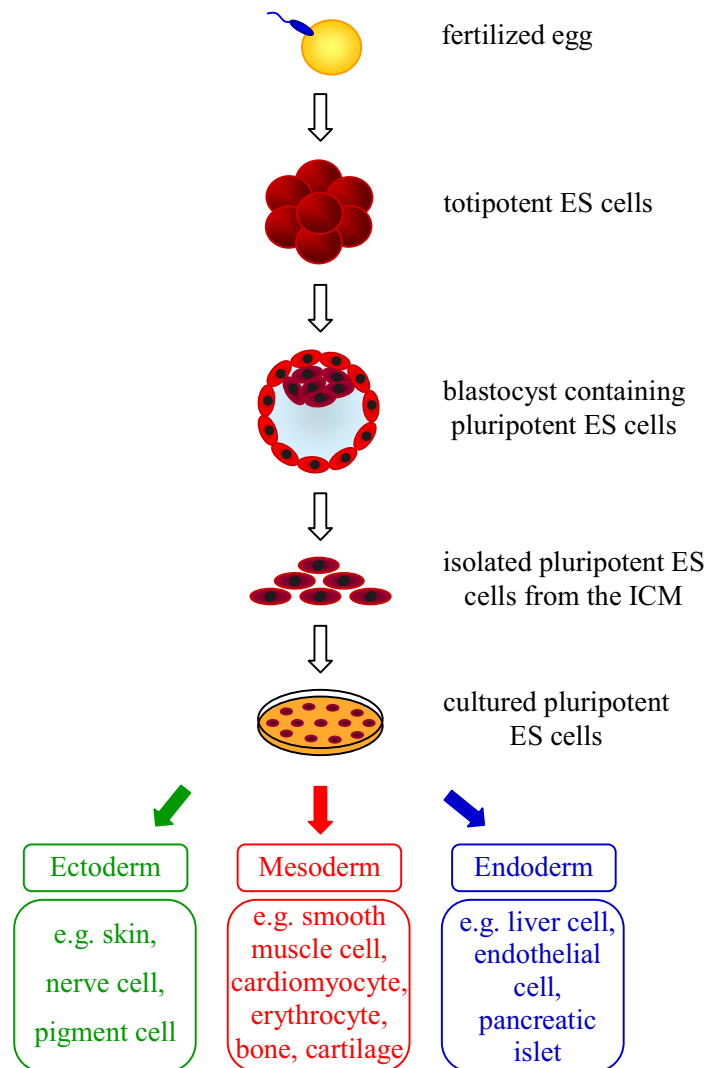 fertilized egg
totipotent ES cells
blastocyst containing
pluripotent ES cells
isolated pluripotent ES
cells from the ICM
cultured pluripotent
ES cells
Ectoderm
e.g. skin,
nerve cell,
pigment cell
Mesoderm
e.g. smooth
muscle cell,
cardiomyocyte,
erythrocyte,
bone, cartilage
Endoderm
e.g. liver cell,
endothelial
cell,
pancreatic
islet